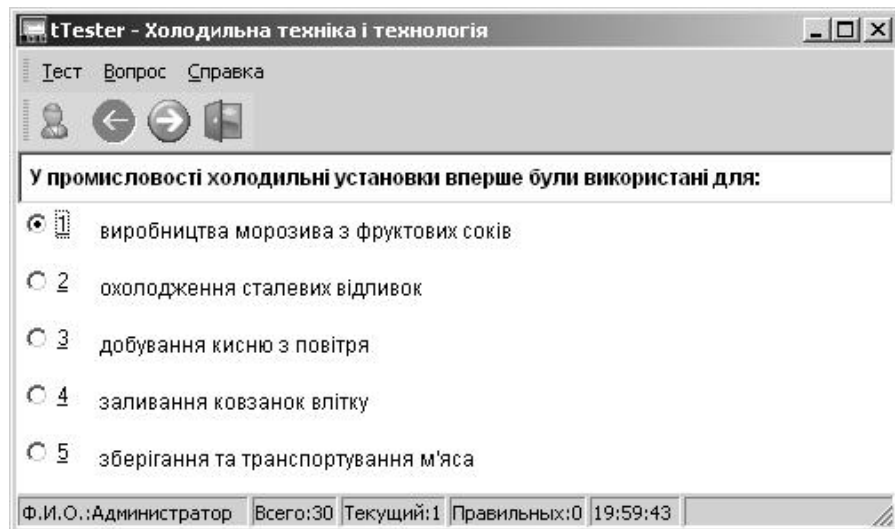 tTester - Холодильна техніка і технологія
Тест Вопрос Справка
У промисловості холодильні установки вперше були використані для:
1 виробництва морозива з фруктових соків
2 охолодження сталевих відливок
3 добування кисню з повітря
4 заливання ковзанок влітку
5 зберігання та транспортування м'яса
Ф.И.О.:Администратор Всего:30 Текущий:1 Правильных:0 19:59:43